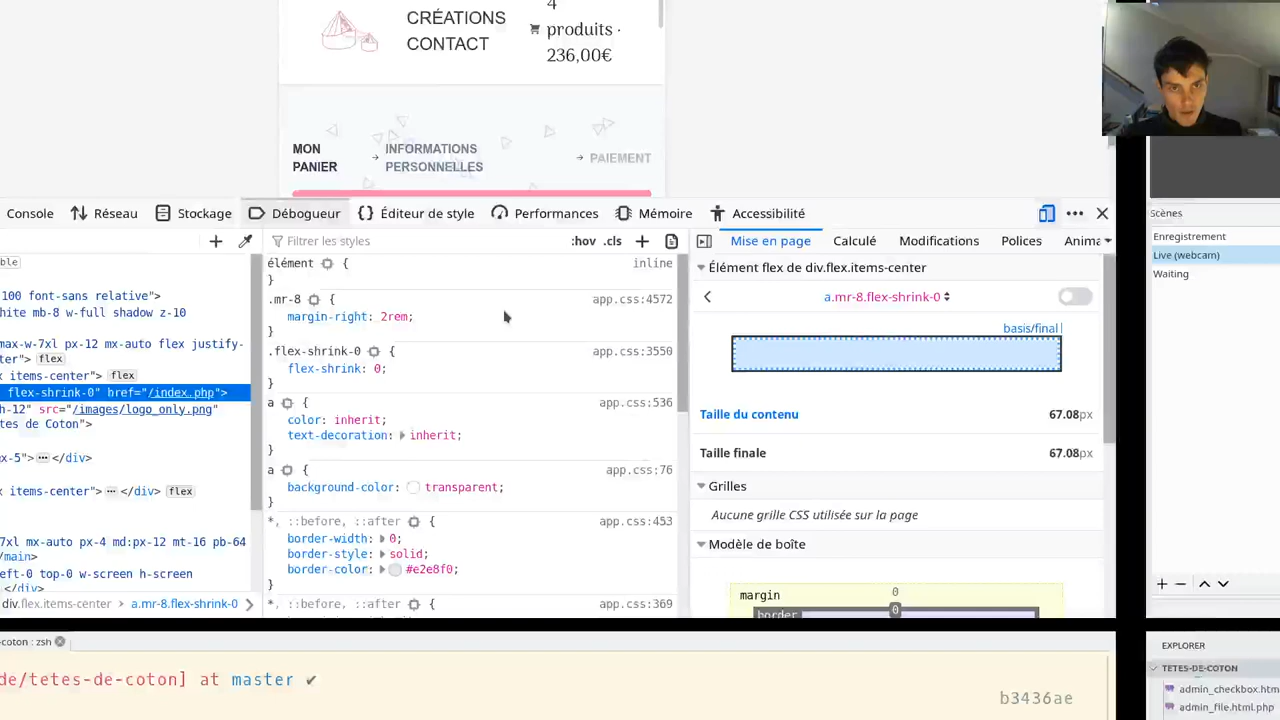 CRÉATIONS
CONTACT
4
produits ·
236,00€
MON
PANIER
INFORMATIONS
PERSONNELLES
PAIEMENT
Console
Réseau
Stockage
Débogueur
Éditeur de style
Performances
Mémoire
Accessibilité
Filtrer les styles
:hov .cls
Mise en page
Calculé
Modifications
Polices
Anima
ble
100 font-sans relative">
hite mb-8 w-full shadow z-10
max-w-7xl px-12 mx-auto flex justify-
ter"> flex
x items-center"> flex
flex-shrink-0" href="/index.php">
h-12" src="/images/logo_only.png"
tes de Coton">
x-5"> ••• </div>
x items-center"> ••• </div> flex
7xl mx-auto px-4 md:px-12 mt-16 pb-64
/main>
left-0 top-0 w-screen h-screen
></div>
div.flex.items-center
a.mr-8.flex-shrink-0
élément {
inline
}
.mr-8 {
app.css:4572
margin-right: 2rem;
}
.flex-shrink-0 {
app.css:3550
flex-shrink: 0;
}
a {
app.css:536
color: inherit;
text-decoration: inherit;
}
a {
app.css:76
background-color: transparent;
}
*, ::before, ::after {
app.css:453
border-width: 0;
border-style: solid;
border-color: #e2e8f0;
}
*, ::before, ::after {
app.css:369
Élément flex de div.flex.items-center
a.mr-8.flex-shrink-0
basis/final
Taille du contenu
67.08px
Taille finale
67.08px
Grilles
Aucune grille CSS utilisée sur la page
Modèle de boîte
margin
0
border
0
-coton : zsh
de/tetes-de-coton] at master ✔
b3436ae
Scènes
Enregistrement
Live (webcam)
Waiting
EXPLORER
TETES-DE-COTON
admin_checkbox.htm
admin_file.html.php